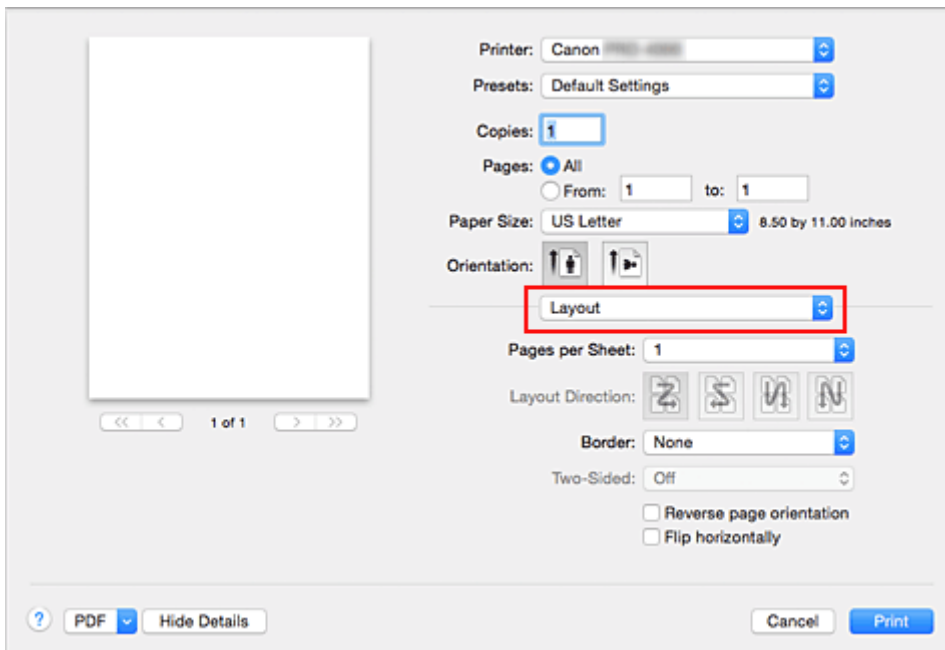 Printer: Canon
Presets: Default Settings
Copies: 1
Pages: All
From: 1 to: 1
Paper Size: US Letter 8.50 by 11.00 inches
Orientation:
Layout
Pages per Sheet: 1
Layout Direction:
Border: None
Two-Sided: Off
Reverse page orientation
Flip horizontally
1 of 1
? PDF Hide Details Cancel Print